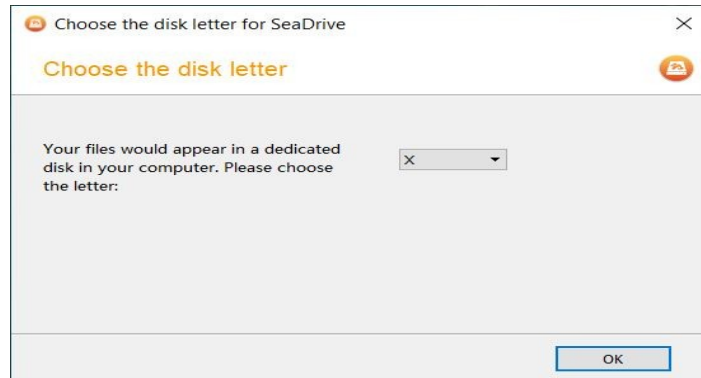 Choose the disk letter for SeaDrive
Choose the disk letter
Your files would appear in a dedicated
disk in your computer. Please choose
the letter:
X
OK